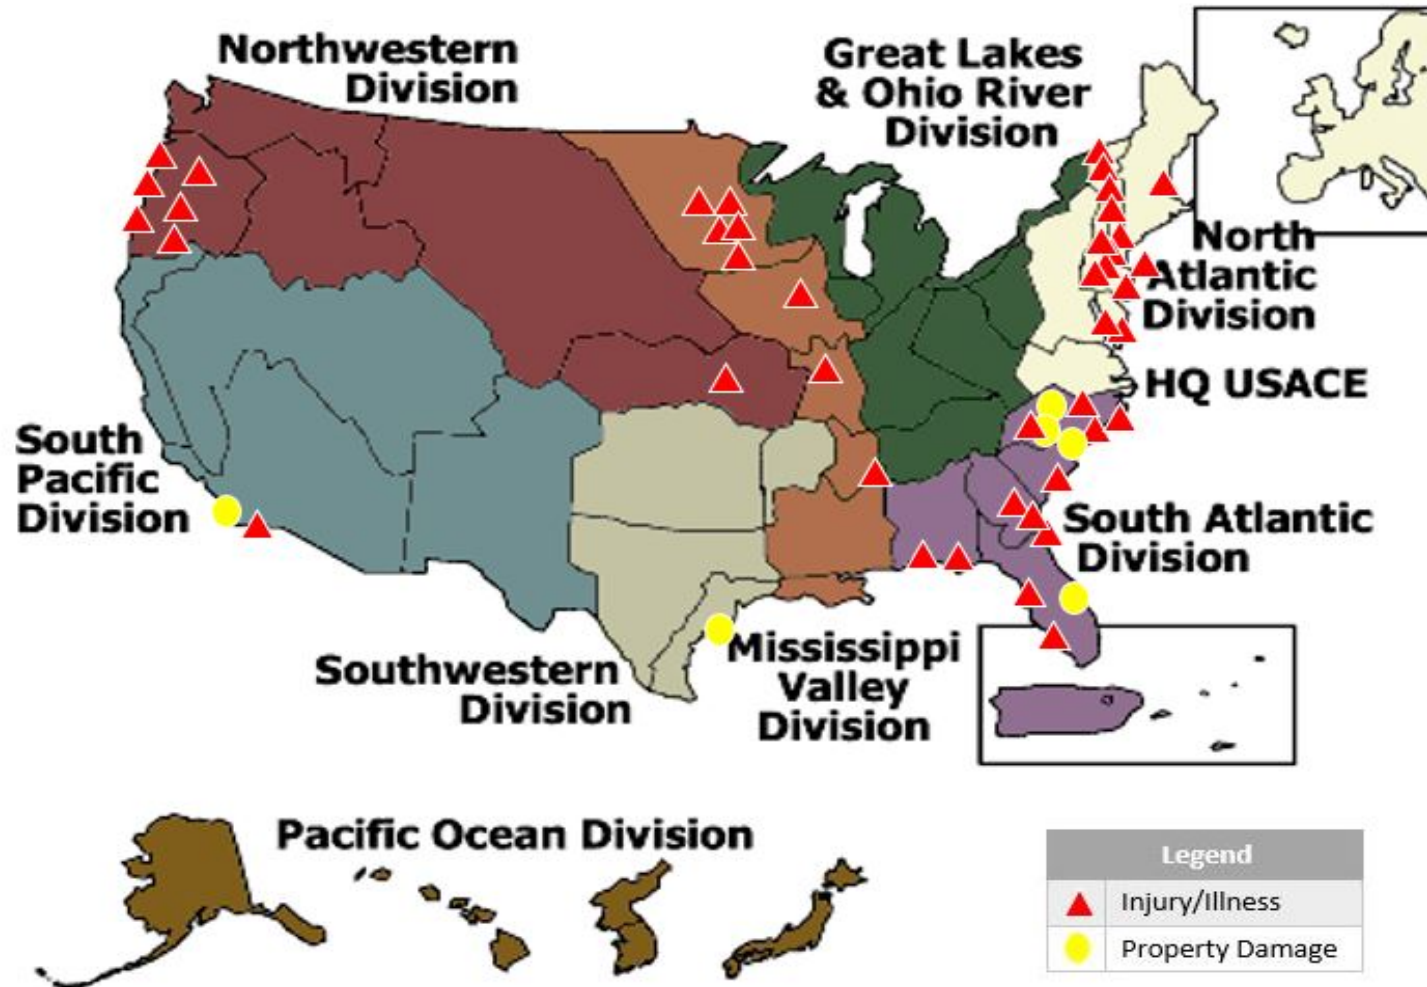 Northwestern
Division
Great Lakes
& Ohio River
Division
North
Atlantic
Division
HQ USACE
South
Pacific
Division
South Atlantic
Division
Southwestern
Division
Mississippi
Valley
Division
Pacific Ocean Division
Legend
Injury/Illness
Property Damage